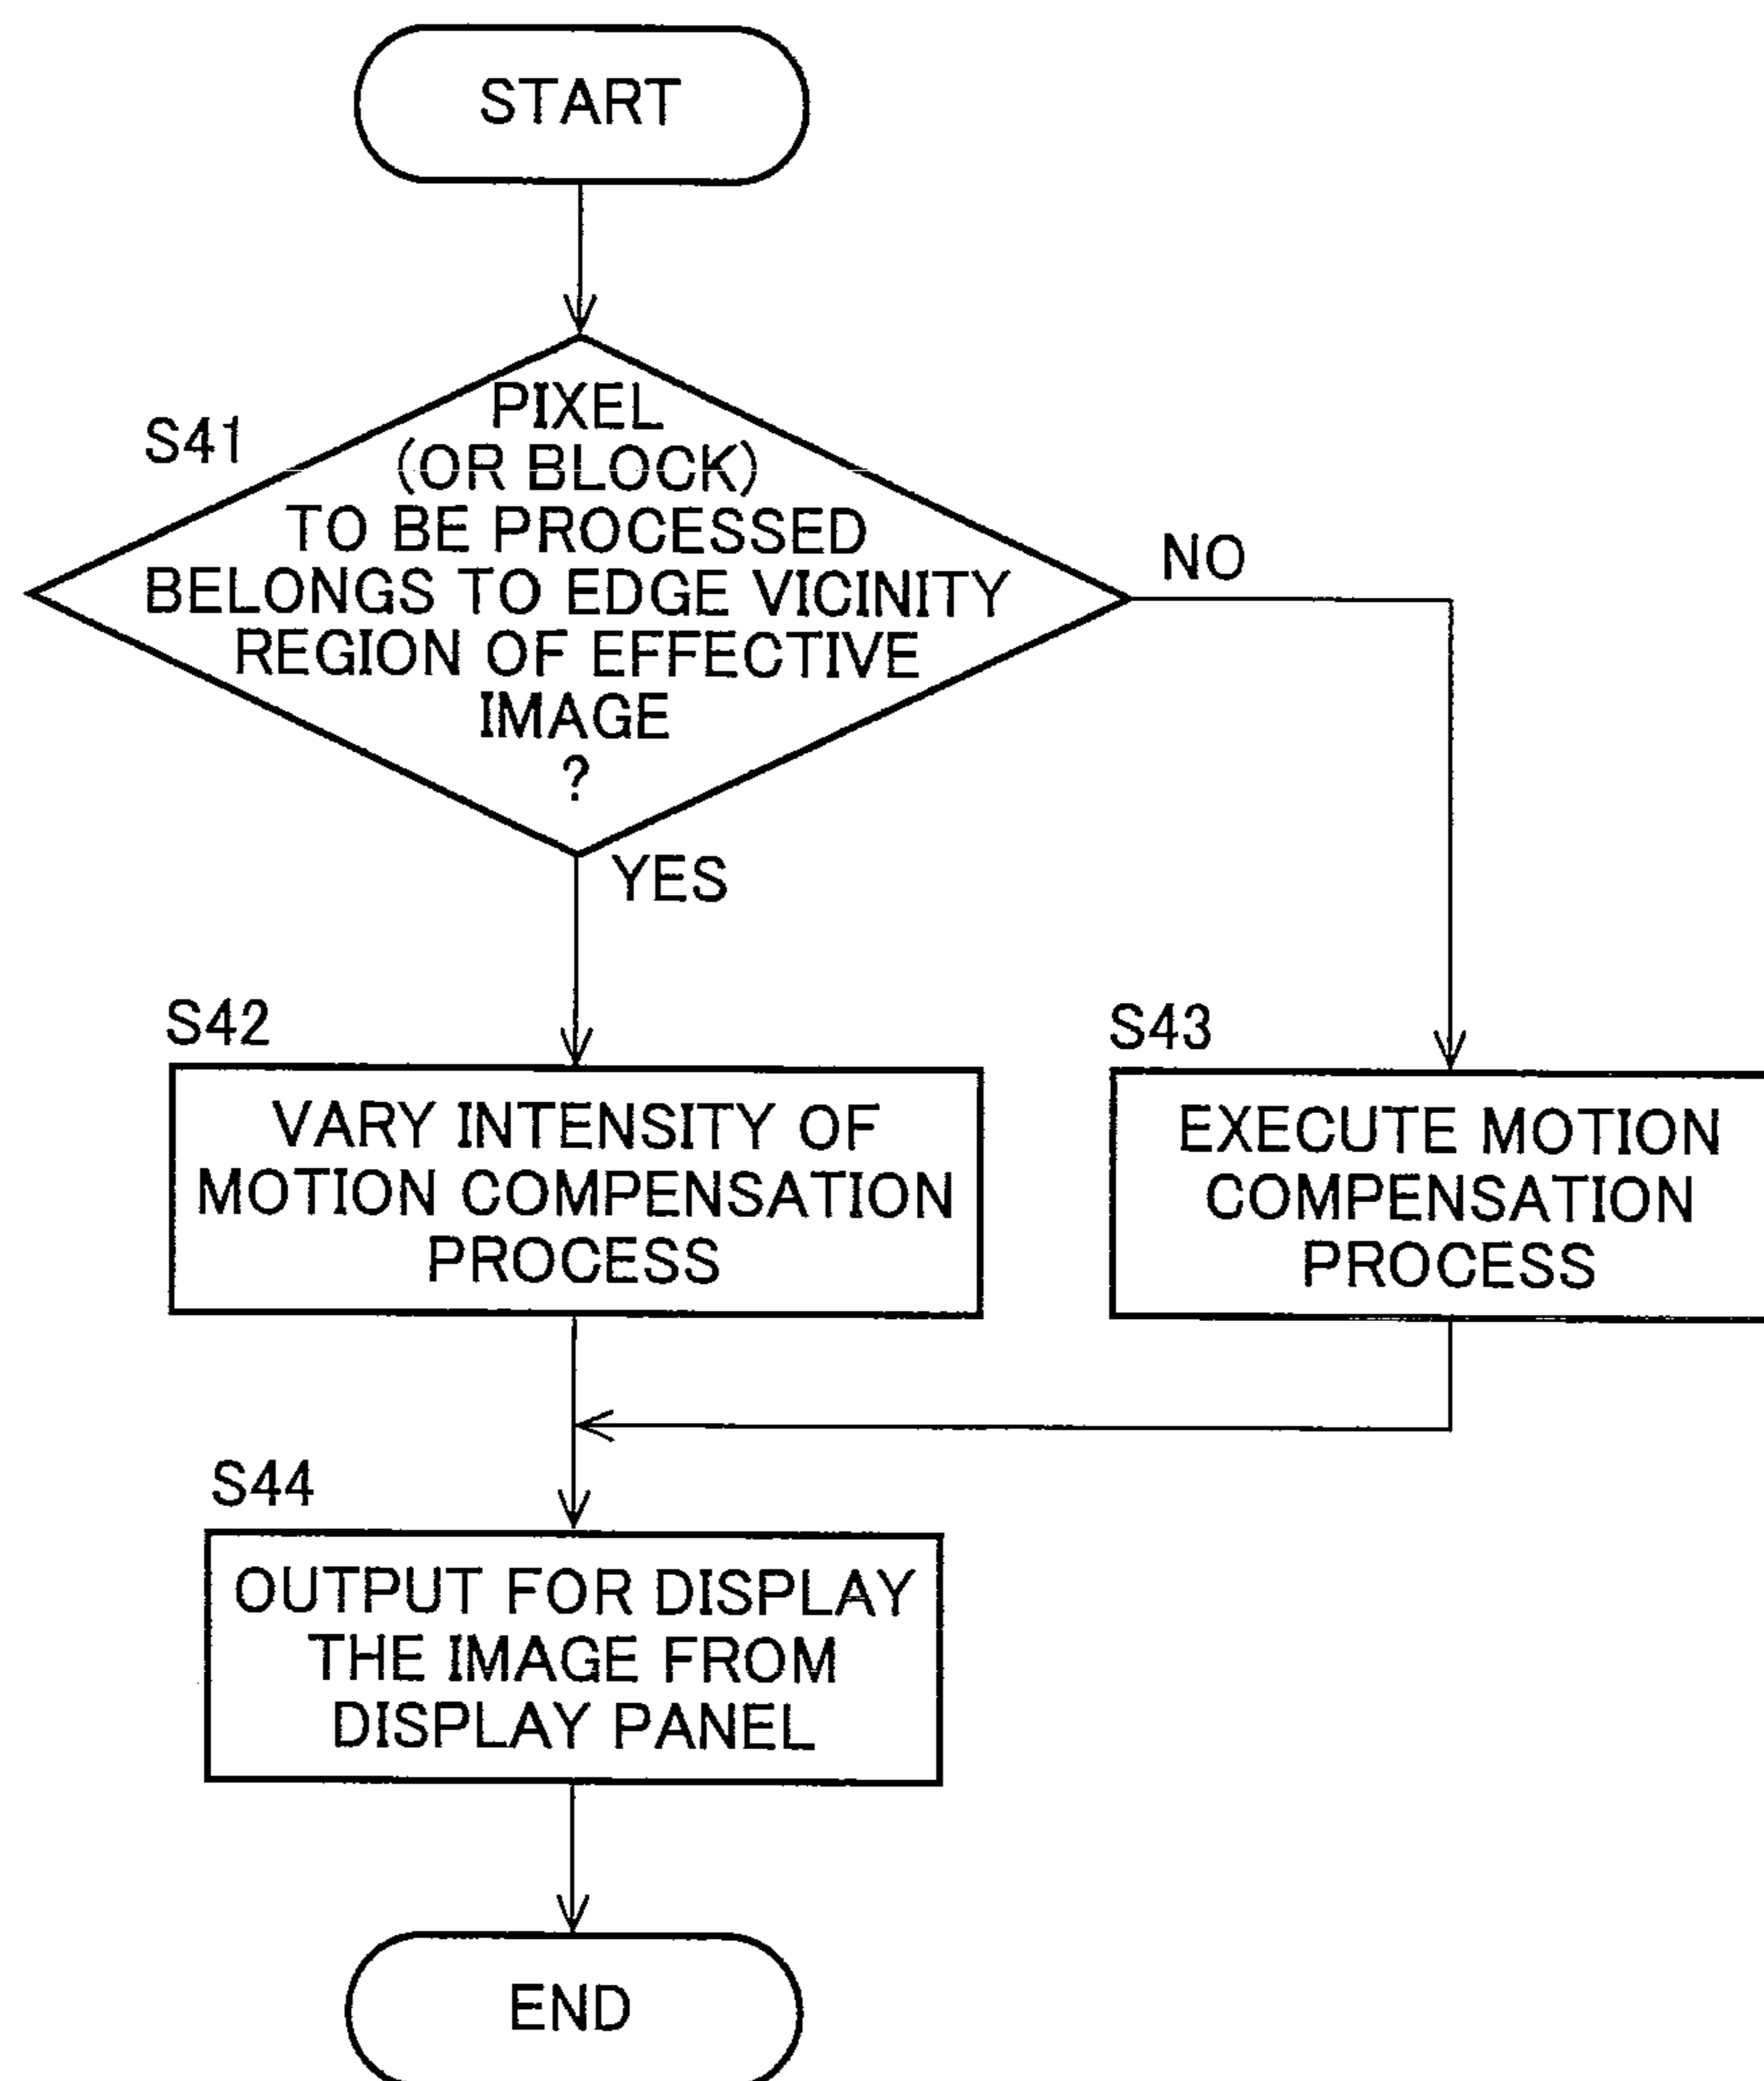 START
S41
PIXEL
(OR BLOCK)
TO BE PROCESSED
BELONGS TO EDGE VICINITY
REGION OF EFFECTIVE
IMAGE
?
NO
YES
S42
VARY INTENSITY OF
MOTION COMPENSATION
PROCESS
S43
EXECUTE MOTION
COMPENSATION
PROCESS
S44
OUTPUT FOR DISPLAY
THE IMAGE FROM
DISPLAY PANEL
END